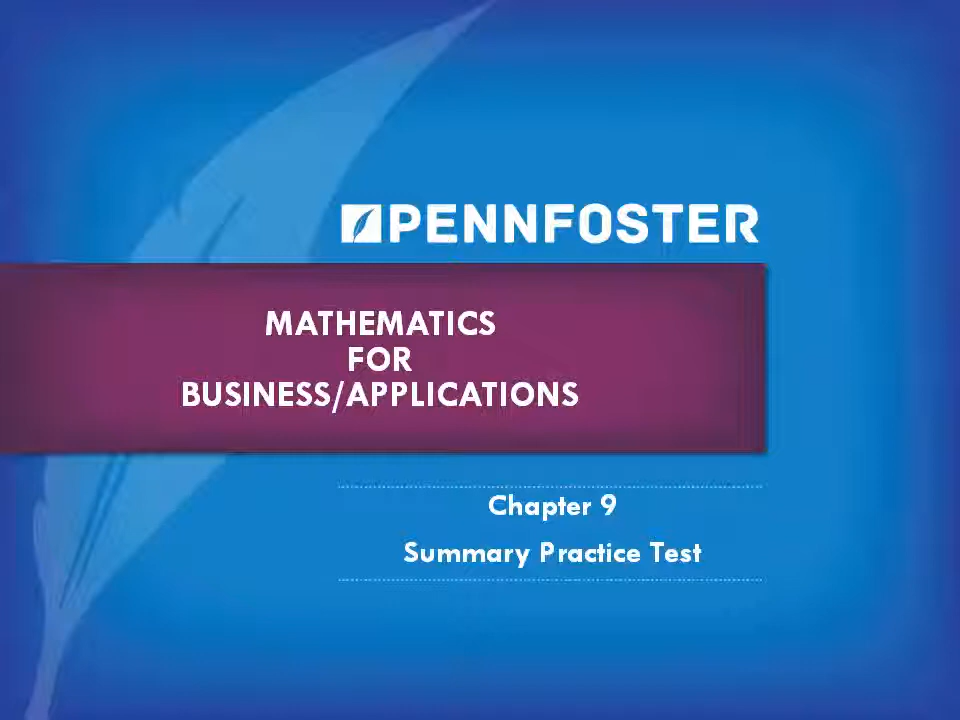 PENNFOSTER
MATHEMATICS
FOR
BUSINESS/APPLICATIONS
Chapter 9
Summary Practice Test